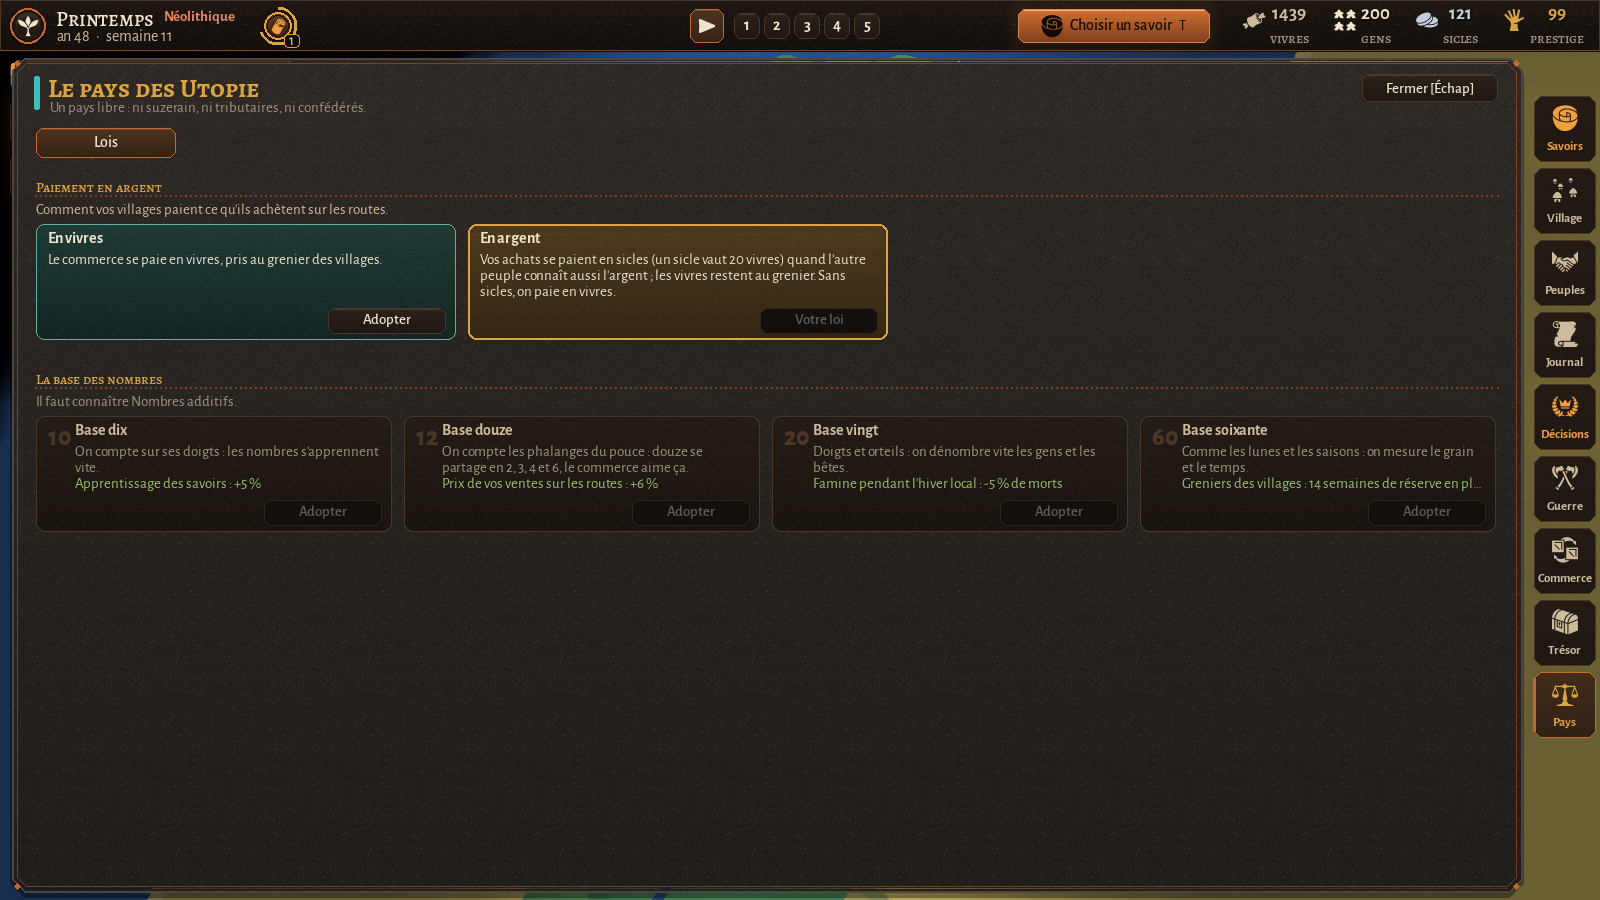 Printemps Néolithique
an 48 · semaine 11
1
1 2 3 4 5
Choisir un savoir T
1439
VIVRES
200
GENS
121
SICLES
99
PRESTIGE
Le pays des Utopie
Un pays libre : ni suzerain, ni tributaires, ni confédérés.
Fermer [Échap]
Lois
Paiement en argent
Comment vos villages paient ce qu'ils achètent sur les routes.
En vivres
Le commerce se paie en vivres, pris au grenier des villages.
Adopter
En argent
Vos achats se paient en sicles (un sicle vaut 20 vivres) quand l'autre
peuple connaît aussi l'argent ; les vivres restent au grenier. Sans
sicles, on paie en vivres.
Votre loi
La base des nombres
Il faut connaître Nombres additifs.
10 Base dix
On compte sur ses doigts : les nombres s'apprennent
vite.
Apprentissage des savoirs : +5 %
Adopter
12 Base douze
On compte les phalanges du pouce : douze se
partage en 2, 3, 4 et 6, le commerce aime ça.
Prix de vos ventes sur les routes : +6 %
Adopter
20 Base vingt
Doigts et orteils : on dénombre vite les gens et les
bêtes.
Famine pendant l'hiver local : -5 % de morts
Adopter
60 Base soixante
Comme les lunes et les saisons : on mesure le grain
et le temps.
Greniers des villages : 14 semaines de réserve en pl...
Adopter
Savoirs
Village
Peuples
Journal
Décisions
Guerre
Commerce
Trésor
Pays